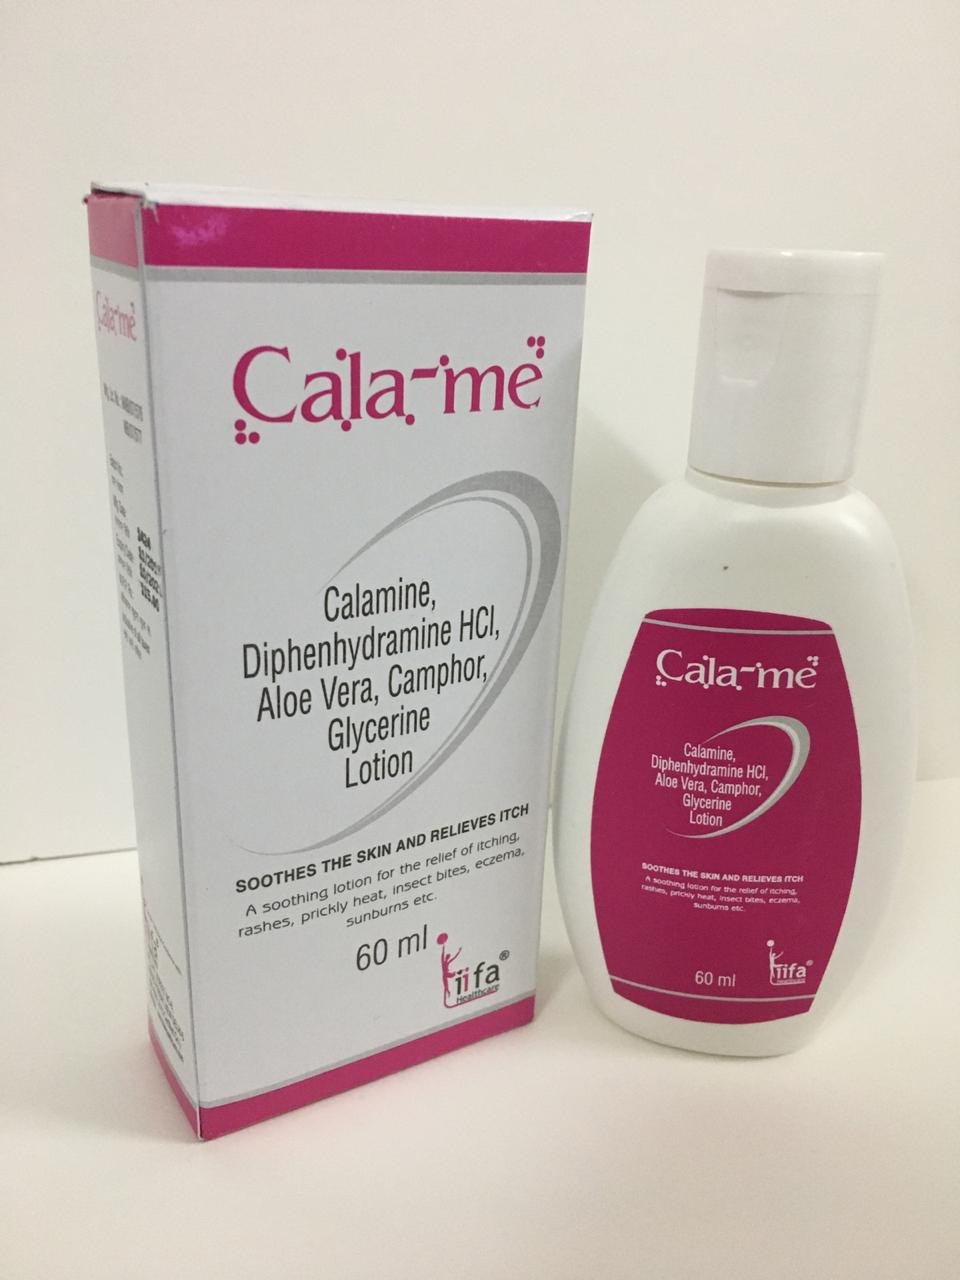 Cala-me
Calamine,
Diphenhydramine HCl,
Aloe Vera, Camphor,
Glycerine
Lotion
SOOTHES THE SKIN AND RELIEVES ITCH
A soothing lotion for the relief of itching,
rashes, prickly heat, insect bites, eczema,
sunburns etc.
60 ml
iifa®
Healthcare
Cala-me
Cala-me
Calamine,
Diphenhydramine HCl,
Aloe Vera, Camphor,
Glycerine
Lotion
SOOTHES THE SKIN AND RELIEVES ITCH
A soothing lotion for the relief of itching,
rashes, prickly heat, insect bites, eczema,
sunburns etc.
60 ml
iifa®
Healthcare